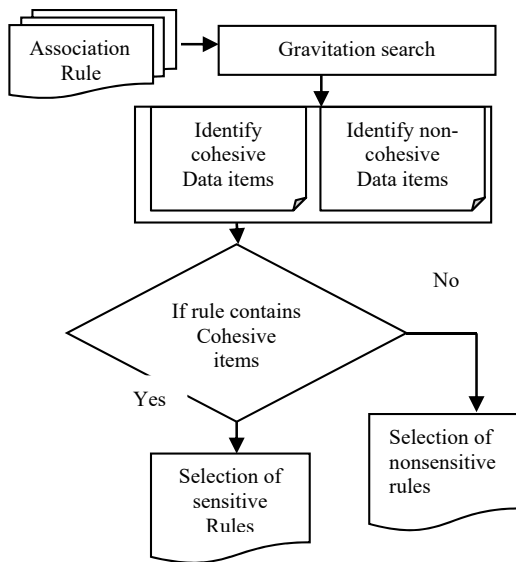 Association
Rule
Gravitation search
Identify
cohesive
Data items
Identify non-
cohesive
Data items
No
If rule contains
Cohesive
items
Yes
Selection of
nonsensitive
rules
Selection of
sensitive
Rules